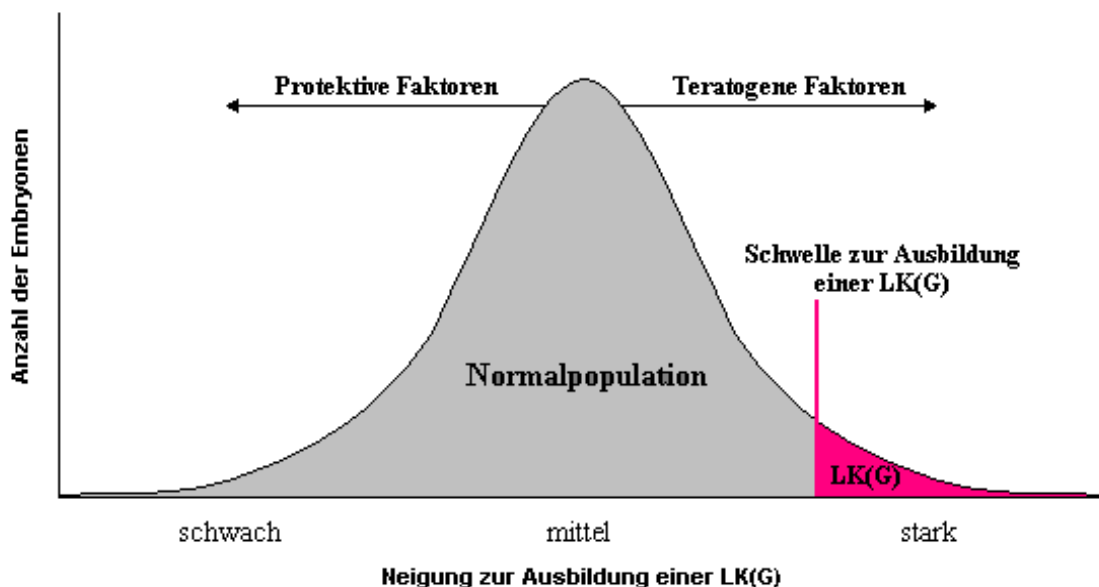 Protektive Faktoren
Teratogene Faktoren
Anzahl der Embryonen
Schwelle zur Ausbildung
einer LK(G)
Normalpopulation
LK(G)
schwach
mittel
stark
Neigung zur Ausbildung einer LK(G)